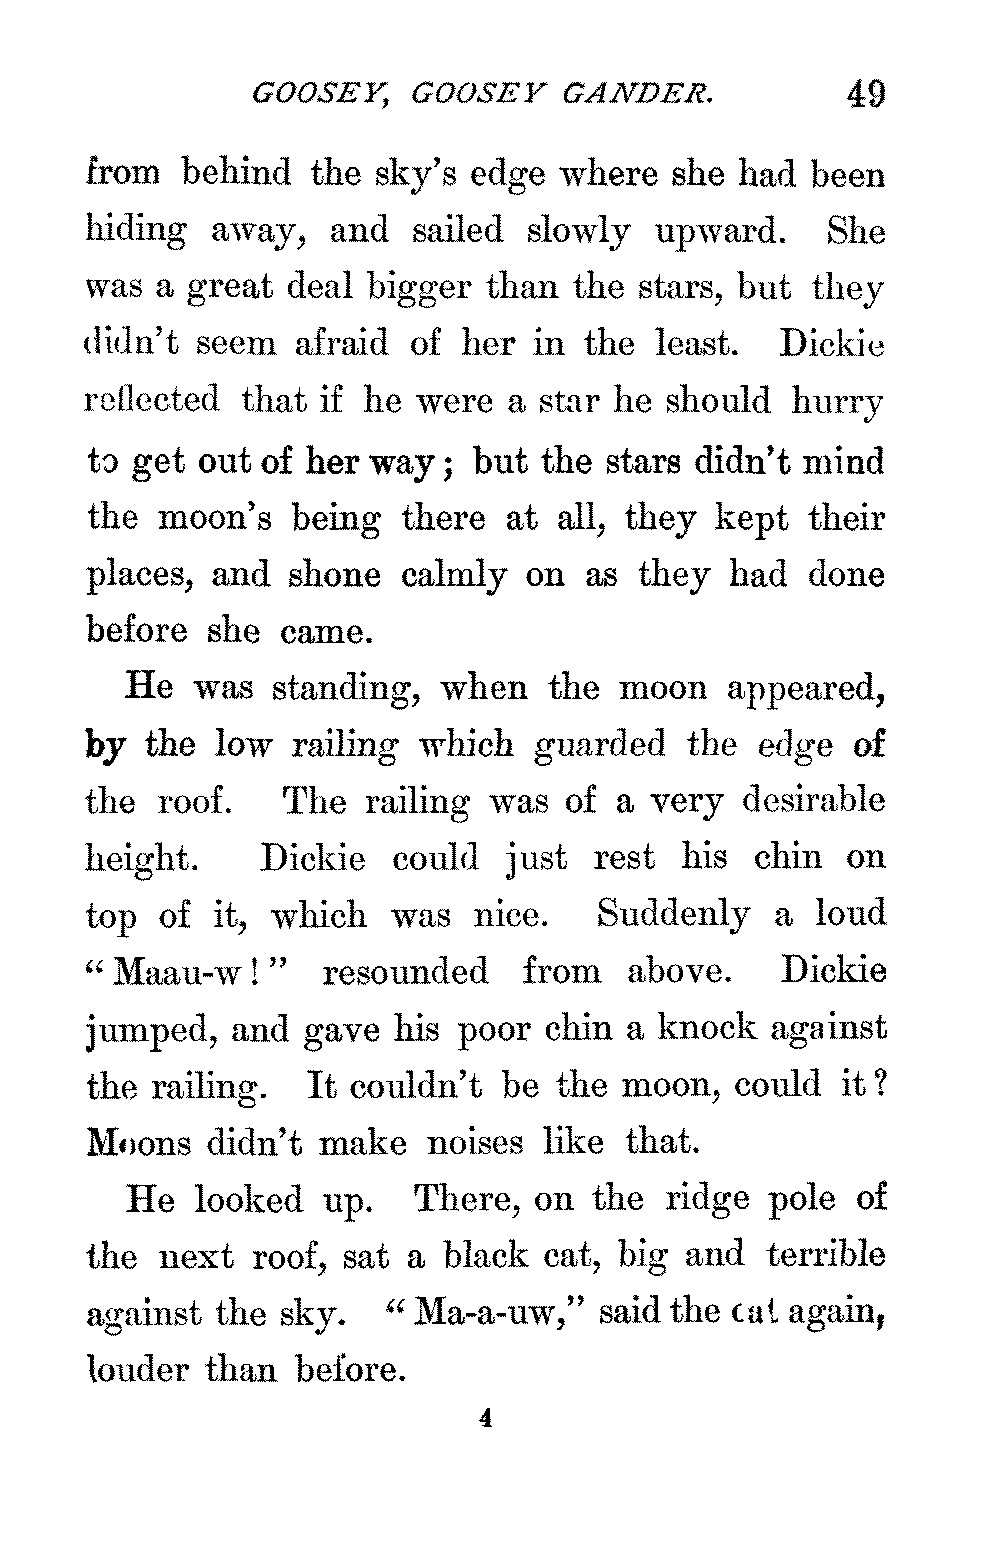 GOOSEY, GOOSEY GANDER. 49
from behind the sky's edge where she had been
hiding away, and sailed slowly upward. She
was a great deal bigger than the stars, but they
didn't seem afraid of her in the least. Dickie
reflected that if he were a star he should hurry
to get out of her way; but the stars didn't mind
the moon's being there at all, they kept their
places, and shone calmly on as they had done
before she came.
He was standing, when the moon appeared,
by the low railing which guarded the edge of
the roof. The railing was of a very desirable
height. Dickie could just rest his chin on
top of it, which was nice. Suddenly a loud
"Maau-w!" resounded from above. Dickie
jumped, and gave his poor chin a knock against
the railing. It couldn't be the moon, could it?
Moons didn't make noises like that.
He looked up. There, on the ridge pole of
the next roof, sat a black cat, big and terrible
against the sky. "Ma-a-uw," said the cat again,
louder than before.
4